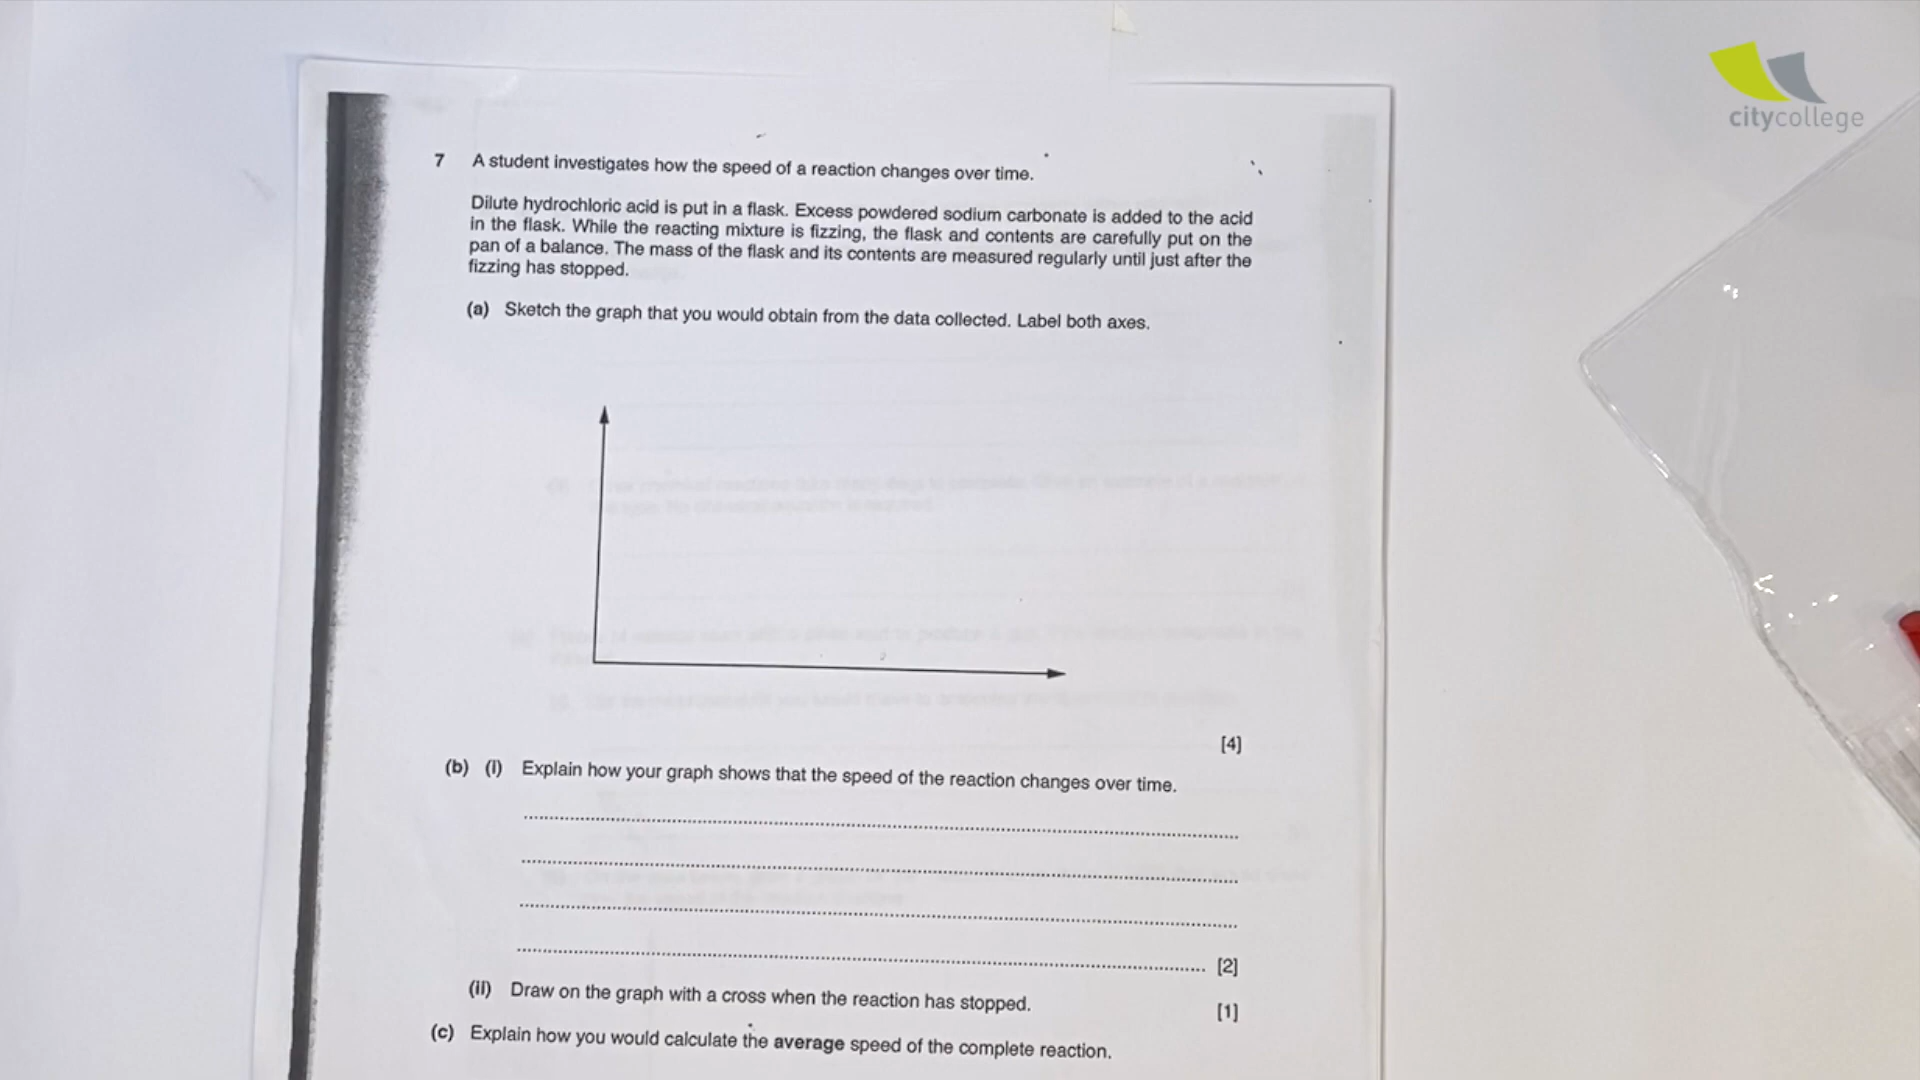 citycollege
7 A student investigates how the speed of a reaction changes over time.
Dilute hydrochloric acid is put in a flask. Excess powdered sodium carbonate is added to the acid
in the flask. While the reacting mixture is fizzing, the flask and contents are carefully put on the
pan of a balance. The mass of the flask and its contents are measured regularly until just after the
fizzing has stopped.
(a) Sketch the graph that you would obtain from the data collected. Label both axes.
[4]
(b) (i) Explain how your graph shows that the speed of the reaction changes over time.
[2]
(ii) Draw on the graph with a cross when the reaction has stopped.
[1]
(c) Explain how you would calculate the average speed of the complete reaction.